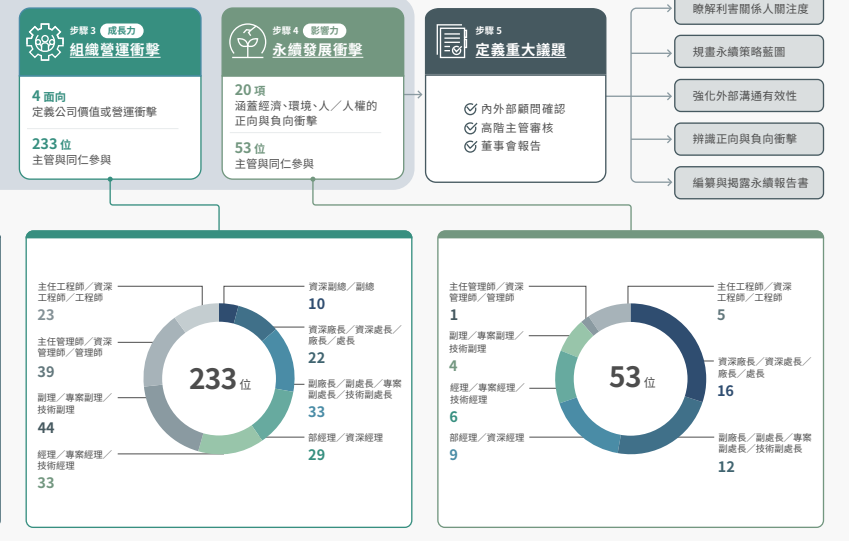 步驟 3 成長力
組織營運衝擊
4 面向
定義公司價值或營運衝擊
233 位
主管與同仁參與
步驟 4 影響力
永續發展衝擊
20 項
涵蓋經濟、環境、人／人權的
正向與負向衝擊
53 位
主管與同仁參與
步驟 5
定義重大議題
內外部顧問確認
高階主管審核
董事會報告
瞭解利害關係人關注度
規畫永續策略藍圖
強化外部溝通有效性
辨識正向與負向衝擊
編纂與揭露永續報告書
主任工程師／資深
工程師／工程師
23
主任管理師／資深
管理師／管理師
39
副理／專案副理／
技術副理
44
經理／專案經理／
技術經理
33
233 位
資深副總／副總
10
資深廠長／資深處長／
廠長／處長
22
副廠長／副處長／專案
副處長／技術副處長
33
部經理／資深經理
29
主任管理師／資深
管理師／管理師
1
副理／專案副理／
技術副理
4
經理／專案經理／
技術經理
6
部經理／資深經理
9
53 位
主任工程師／資深
工程師／工程師
5
資深廠長／資深處長／
廠長／處長
16
副廠長／副處長／專案
副處長／技術副處長
12